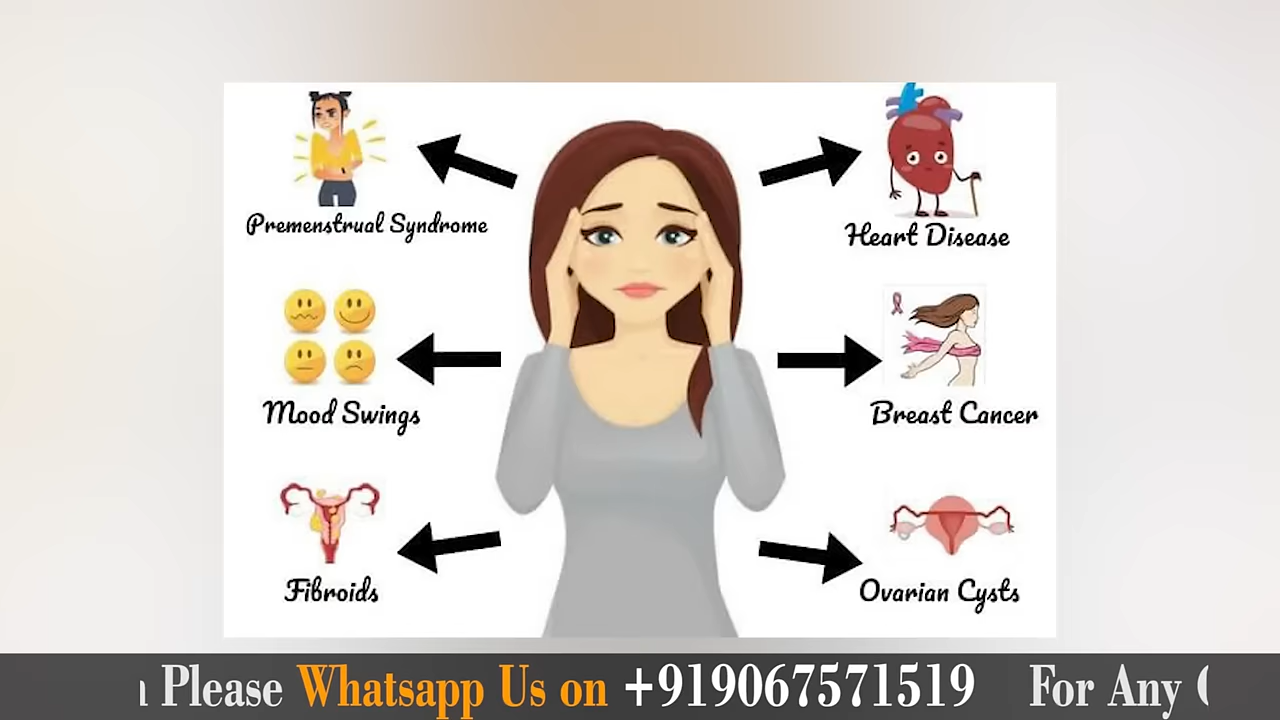 Premenstrual Syndrome
Heart Disease
Mood Swings
Breast Cancer
Fibroids
Ovarian Cysts
Please Whatsapp Us on +919067571519 For Any